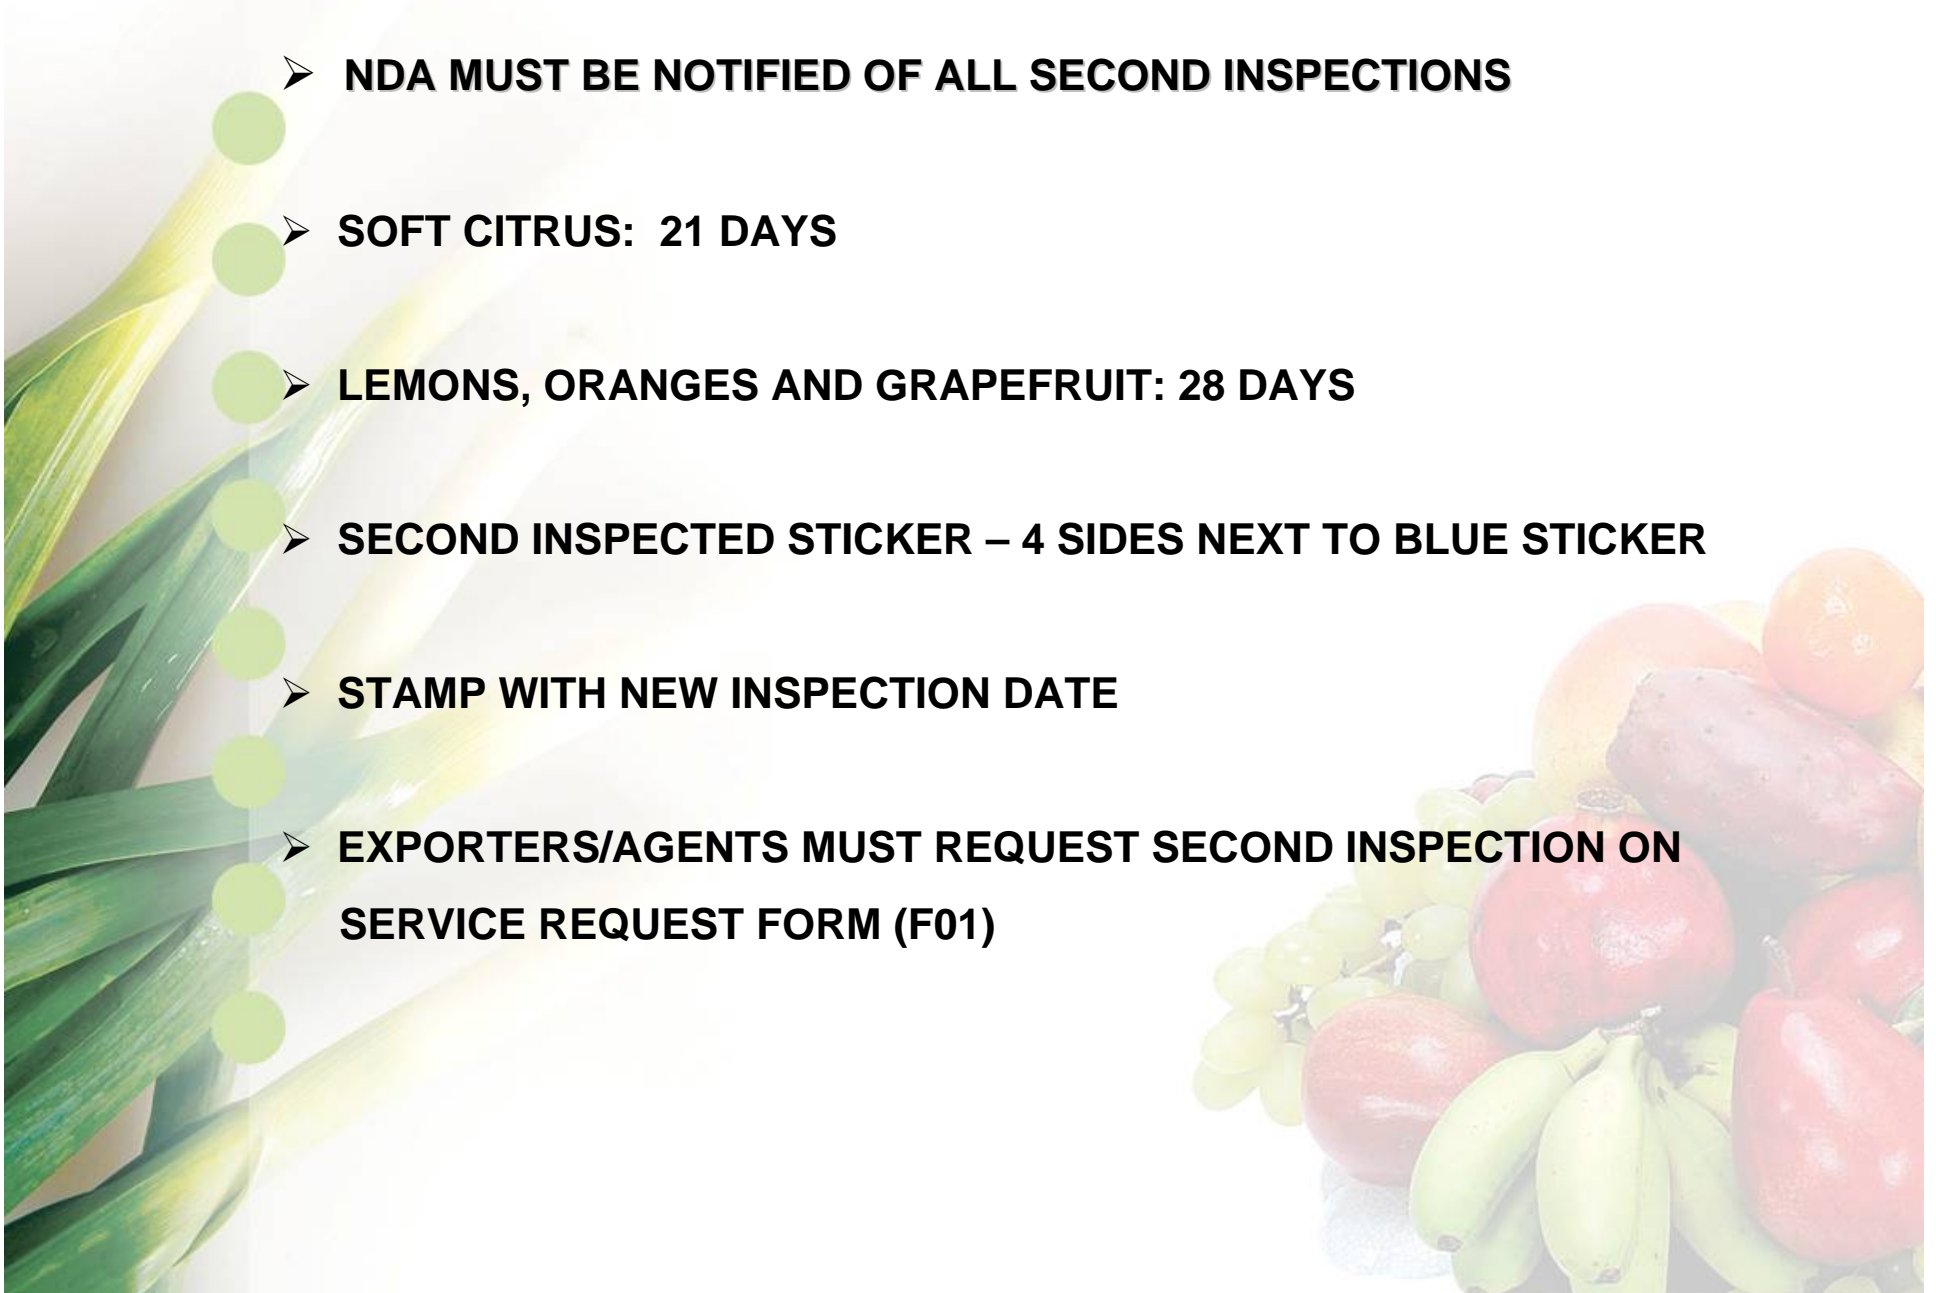 ➢ NDA MUST BE NOTIFIED OF ALL SECOND INSPECTIONS
➢ SOFT CITRUS: 21 DAYS
➢ LEMONS, ORANGES AND GRAPEFRUIT: 28 DAYS
➢ SECOND INSPECTED STICKER – 4 SIDES NEXT TO BLUE STICKER
➢ STAMP WITH NEW INSPECTION DATE
➢ EXPORTERS/AGENTS MUST REQUEST SECOND INSPECTION ON
SERVICE REQUEST FORM (F01)